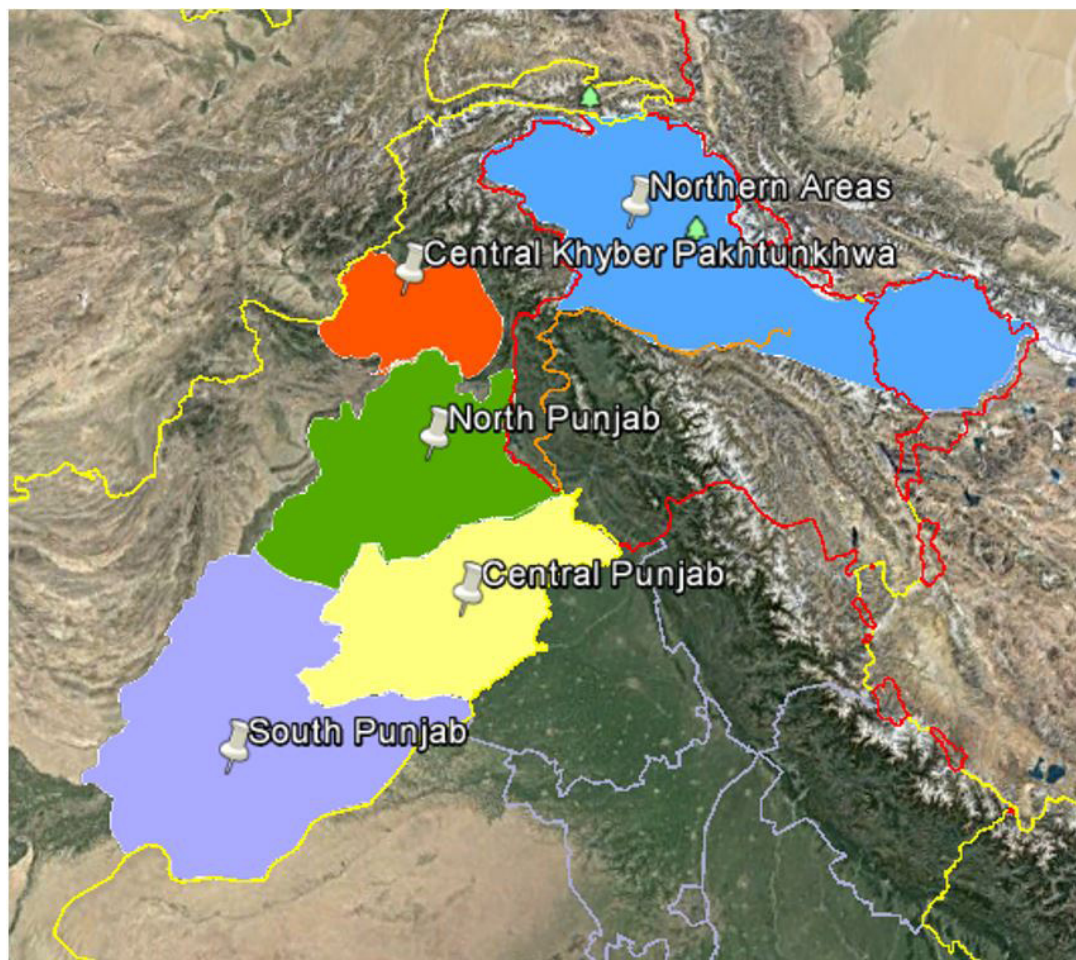 Northern Areas
Central Khyber Pakhtunkhwa
North Punjab
Central Punjab
South Punjab